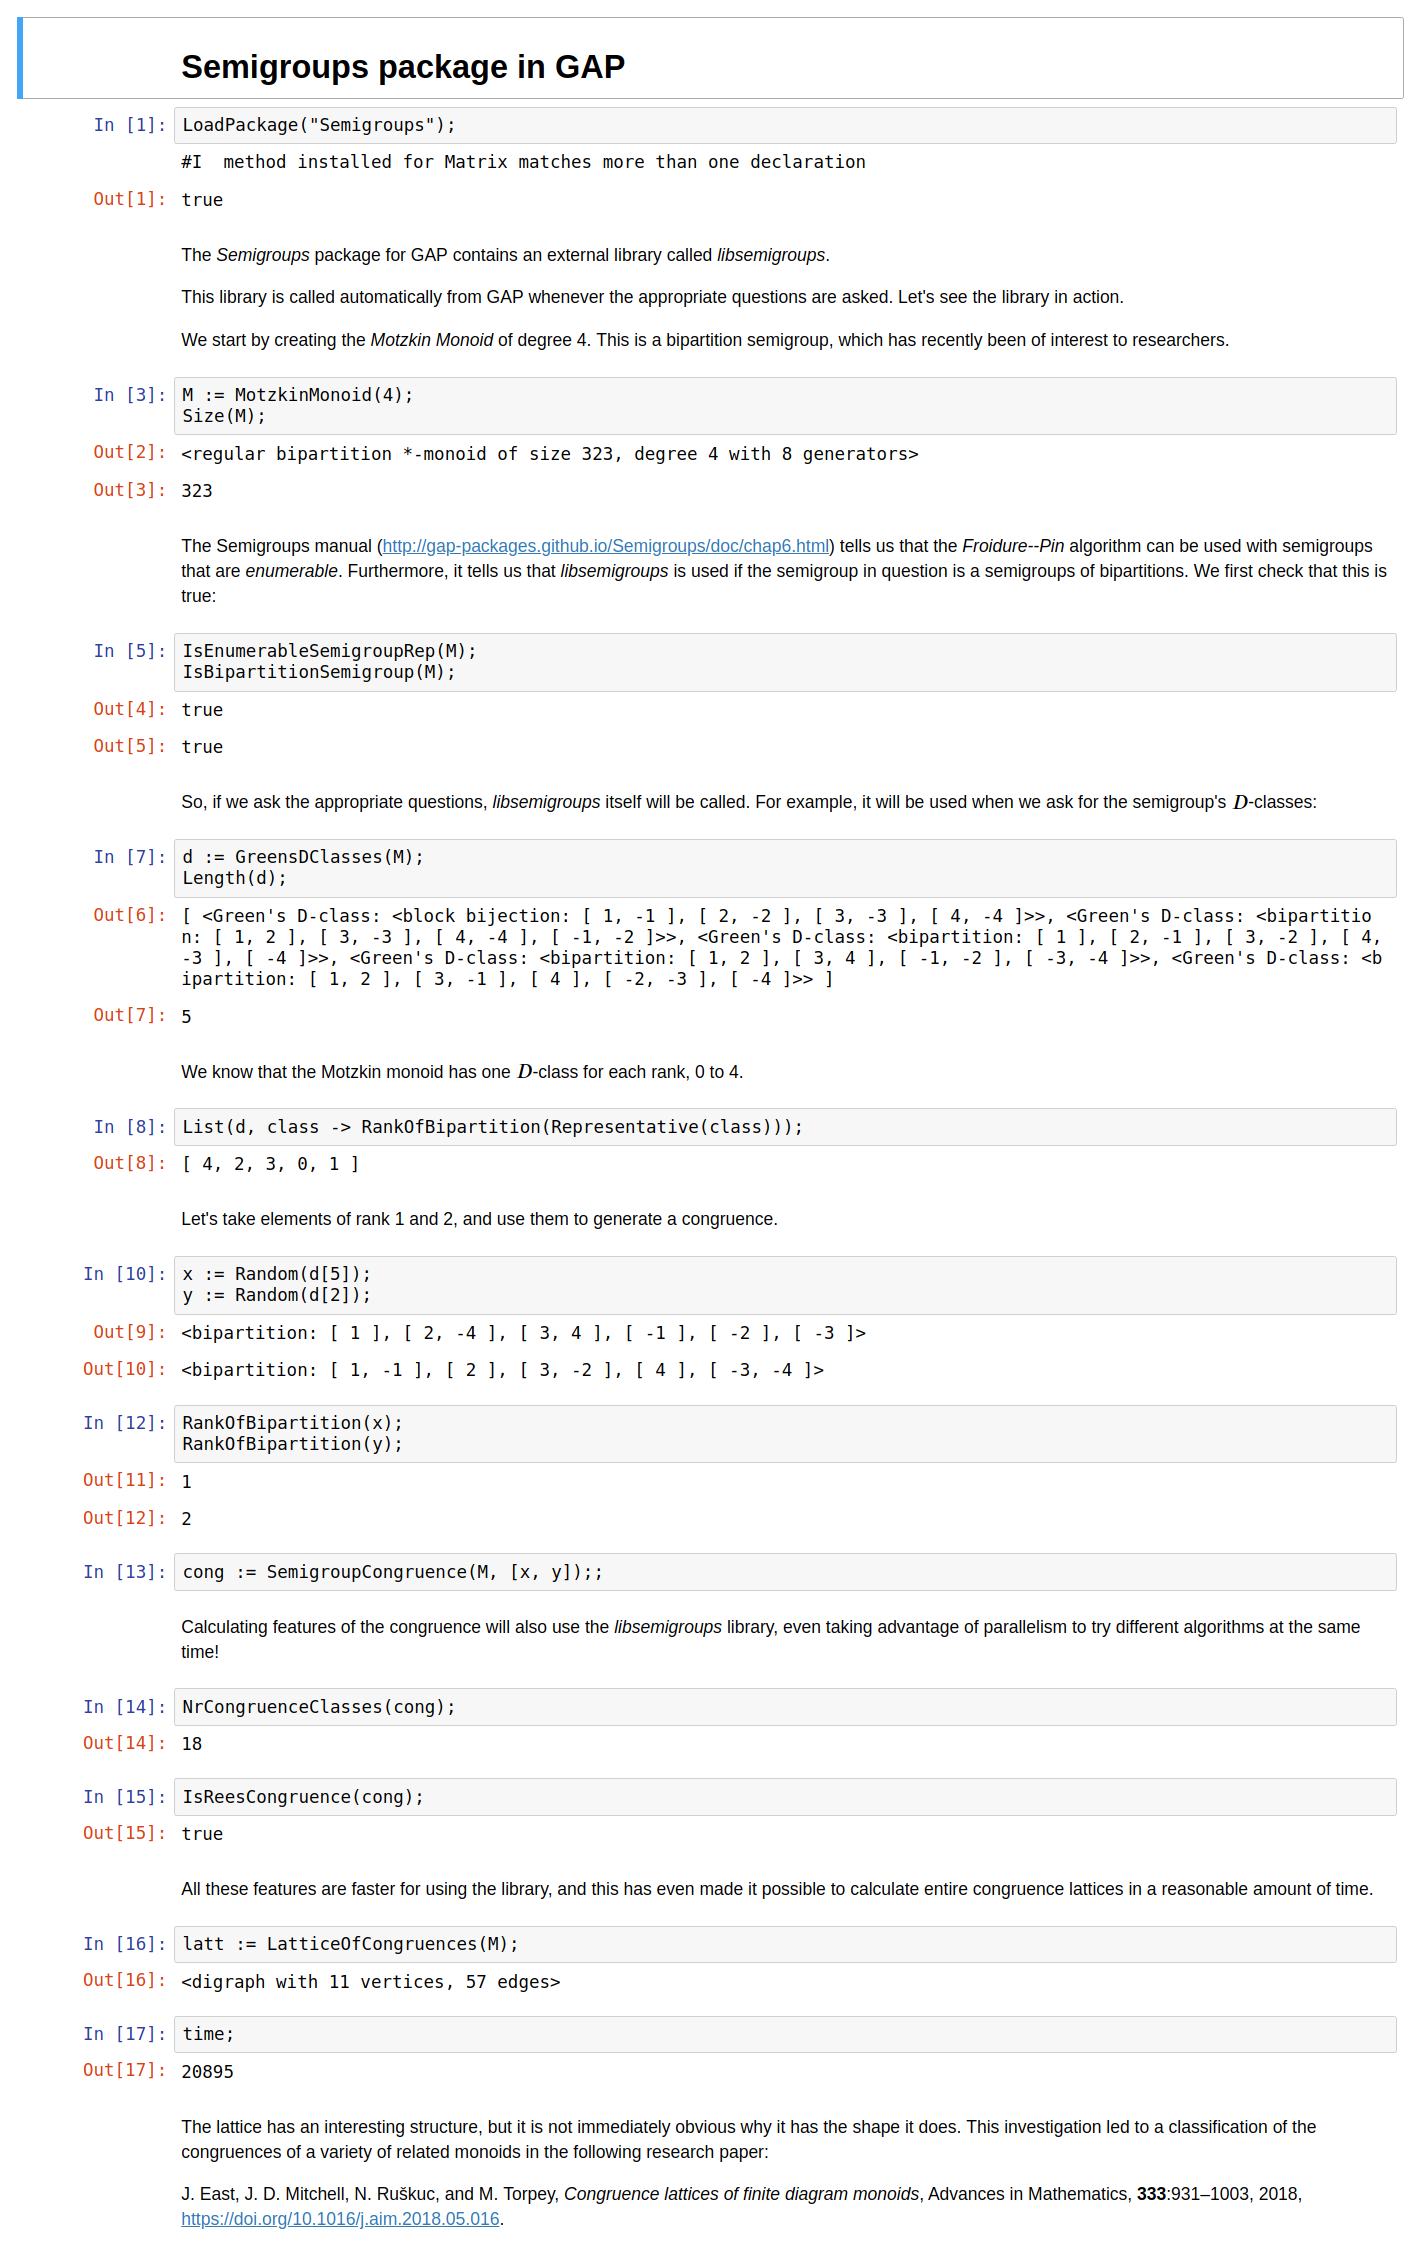 Semigroups package in GAP
In [1]: LoadPackage("Semigroups");
#I  method installed for Matrix matches more than one declaration
Out[1]: true
The Semigroups package for GAP contains an external library called libsemigroups.
This library is called automatically from GAP whenever the appropriate questions are asked. Let's see the library in action.
We start by creating the Motzkin Monoid of degree 4. This is a bipartition semigroup, which has recently been of interest to researchers.
In [3]: M := MotzkinMonoid(4);
Size(M);
Out[2]: <regular bipartition *-monoid of size 323, degree 4 with 8 generators>
Out[3]: 323
The Semigroups manual (http://gap-packages.github.io/Semigroups/doc/chap6.html) tells us that the Froidure--Pin algorithm can be used with semigroups
that are enumerable. Furthermore, it tells us that libsemigroups is used if the semigroup in question is a semigroups of bipartitions. We first check that this is
true:
In [5]: IsEnumerableSemigroupRep(M);
IsBipartitionSemigroup(M);
Out[4]: true
Out[5]: true
So, if we ask the appropriate questions, libsemigroups itself will be called. For example, it will be used when we ask for the semigroup's D-classes:
In [7]: d := GreensDClasses(M);
Length(d);
Out[6]: [ <Green's D-class: <block bijection: [ 1, -1 ], [ 2, -2 ], [ 3, -3 ], [ 4, -4 ]>>, <Green's D-class: <bipartitio
n: [ 1, 2 ], [ 3, -3 ], [ 4, -4 ], [ -1, -2 ]>>, <Green's D-class: <bipartition: [ 1 ], [ 2, -1 ], [ 3, -2 ], [ 4,
-3 ], [ -4 ]>>, <Green's D-class: <bipartition: [ 1, 2 ], [ 3, 4 ], [ -1, -2 ], [ -3, -4 ]>>, <Green's D-class: <b
ipartition: [ 1, 2 ], [ 3, -1 ], [ 4 ], [ -2, -3 ], [ -4 ]>> ]
Out[7]: 5
We know that the Motzkin monoid has one D-class for each rank, 0 to 4.
In [8]: List(d, class -> RankOfBipartition(Representative(class)));
Out[8]: [ 4, 2, 3, 0, 1 ]
Let's take elements of rank 1 and 2, and use them to generate a congruence.
In [10]: x := Random(d[5]);
y := Random(d[2]);
Out[9]: <bipartition: [ 1 ], [ 2, -4 ], [ 3, 4 ], [ -1 ], [ -2 ], [ -3 ]>
Out[10]: <bipartition: [ 1, -1 ], [ 2 ], [ 3, -2 ], [ 4 ], [ -3, -4 ]>
In [12]: RankOfBipartition(x);
RankOfBipartition(y);
Out[11]: 1
Out[12]: 2
In [13]: cong := SemigroupCongruence(M, [x, y]);;
Calculating features of the congruence will also use the libsemigroups library, even taking advantage of parallelism to try different algorithms at the same
time!
In [14]: NrCongruenceClasses(cong);
Out[14]: 18
In [15]: IsReesCongruence(cong);
Out[15]: true
All these features are faster for using the library, and this has even made it possible to calculate entire congruence lattices in a reasonable amount of time.
In [16]: latt := LatticeOfCongruences(M);
Out[16]: <digraph with 11 vertices, 57 edges>
In [17]: time;
Out[17]: 20895
The lattice has an interesting structure, but it is not immediately obvious why it has the shape it does. This investigation led to a classification of the
congruences of a variety of related monoids in the following research paper:
J. East, J. D. Mitchell, N. Ruškuc, and M. Torpey, Congruence lattices of finite diagram monoids, Advances in Mathematics, 333:931–1003, 2018,
https://doi.org/10.1016/j.aim.2018.05.016.